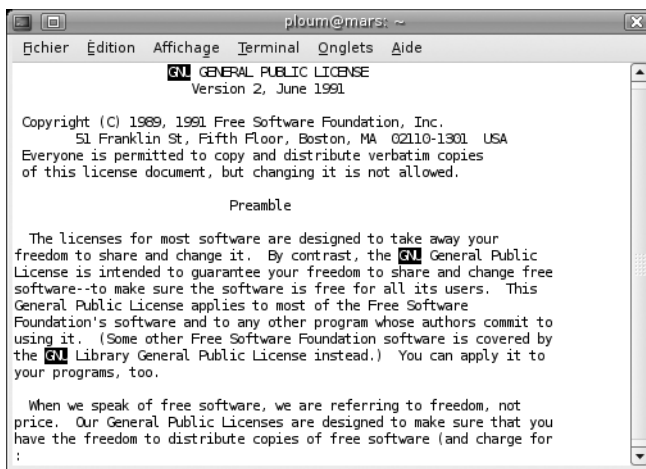 ploum@mars: ~
Fichier Édition Affichage Terminal Onglets Aide
GNU GENERAL PUBLIC LICENSE
Version 2, June 1991
Copyright (C) 1989, 1991 Free Software Foundation, Inc.
51 Franklin St, Fifth Floor, Boston, MA 02110-1301 USA
Everyone is permitted to copy and distribute verbatim copies
of this license document, but changing it is not allowed.
Preamble
The licenses for most software are designed to take away your
freedom to share and change it. By contrast, the GNU General Public
License is intended to guarantee your freedom to share and change free
software--to make sure the software is free for all its users. This
General Public License applies to most of the Free Software
Foundation's software and to any other program whose authors commit to
using it. (Some other Free Software Foundation software is covered by
the GNU Library General Public License instead.) You can apply it to
your programs, too.
When we speak of free software, we are referring to freedom, not
price. Our General Public Licenses are designed to make sure that you
have the freedom to distribute copies of free software (and charge for
: